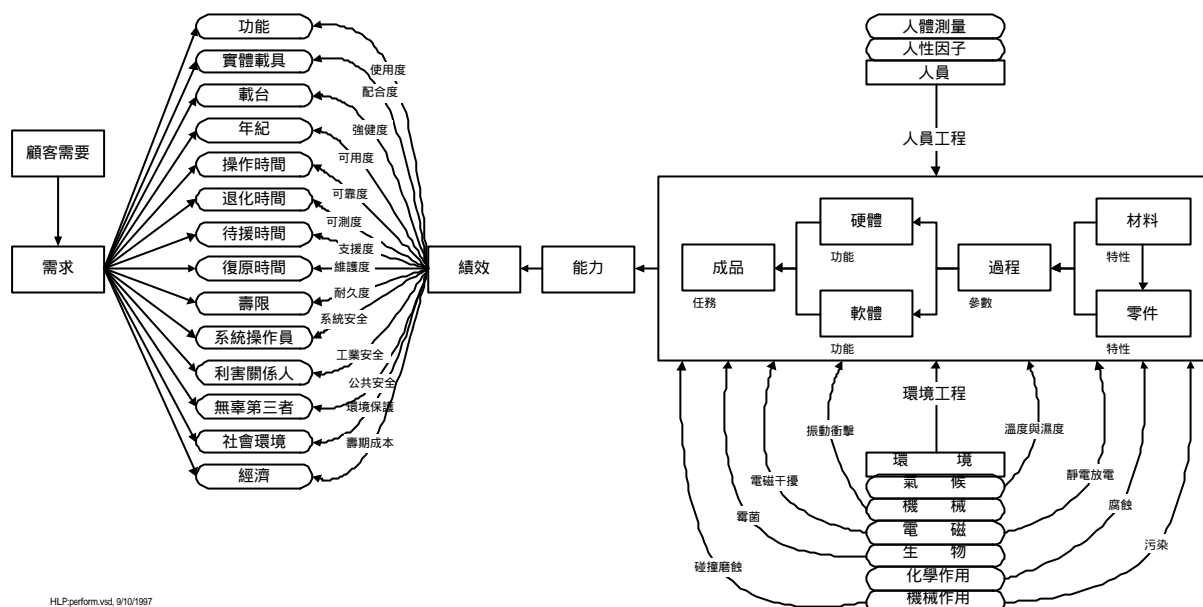 顧客需要
需求
功能
實體載具
載台
年紀
操作時間
退化時間
待援時間
復原時間
壽限
系統操作員
利害關係人
無辜第三者
社會環境
經濟
使用度
配合度
強健度
可用度
可靠度
可測度
支援度
維護度
耐久度
系統安全
工業安全
公共安全
環境保護
壽期成本
績效
能力
人體測量
人性因子
人員
人員工程
成品
任務
硬體
功能
軟體
功能
過程
參數
材料
特性
零件
特性
環境工程
振動衝擊
溫度與濕度
電磁干擾
靜電放電
霉菌
腐蝕
碰撞磨蝕
污染
環 境
氣 候
機 械
電 磁
生 物
化學作用
機械作用
HLP:perform.vsd, 9/10/1997